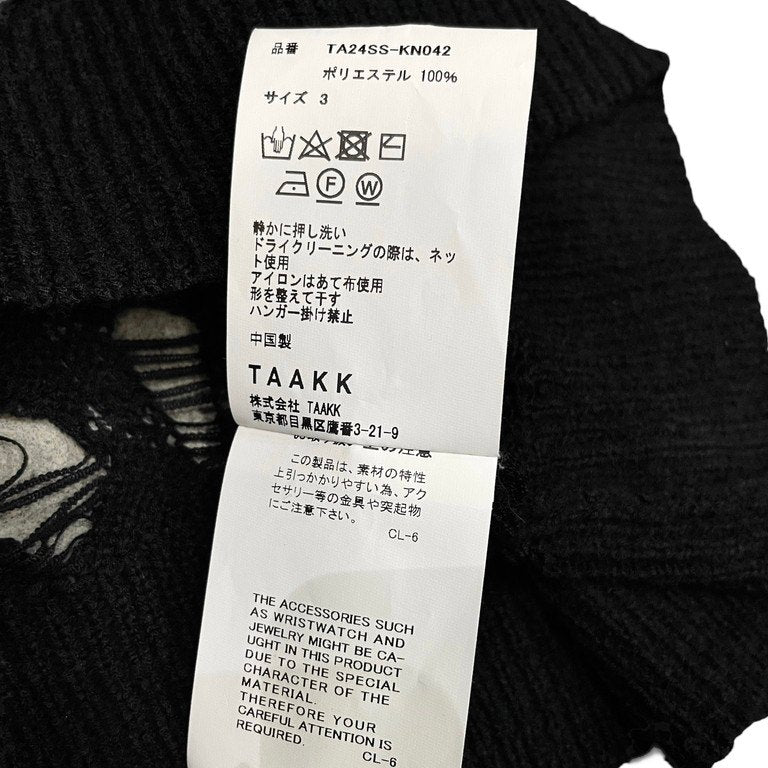 品番 TA24SS-KN042
ポリエステル 100%
サイズ 3
F W
静かに押し洗い
ドライクリーニングの際は、ネッ
ト使用
アイロンはあて布使用
形を整えて干す
ハンガー掛け禁止
中国製
TAAKK
株式会社 TAAKK
東京都目黒区鷹番3-21-9
この製品は、素材の特性
上引っかかりやすい為、アク
セサリー等の金具や突起物
にご注意下さい。
CL-6
THE ACCESSORIES SUCH
AS WRISTWATCH AND
JEWELRY MIGHT BE CA-
UGHT IN THIS PRODUCT
DUE TO THE SPECIAL
CHARACTER OF THE
MATERIAL.
THEREFORE YOUR
CAREFUL ATTENTION IS
REQUIRED.
CL-6